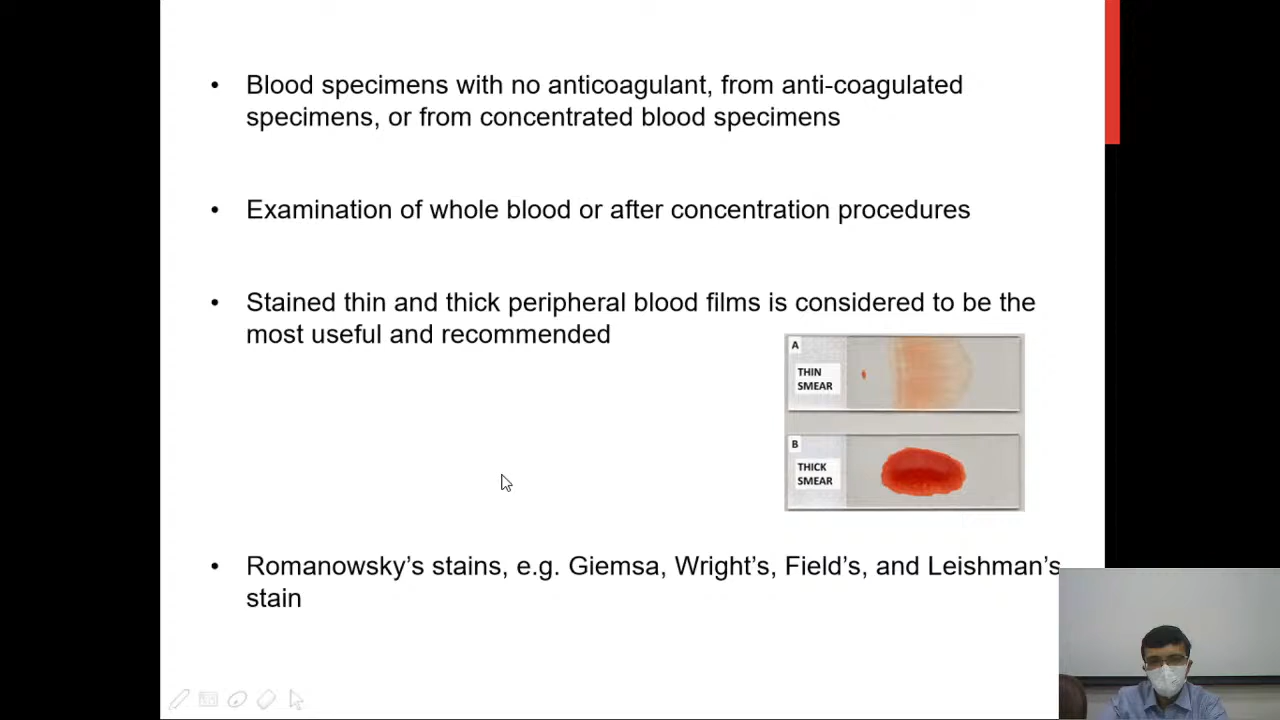 • Blood specimens with no anticoagulant, from anti-coagulated
specimens, or from concentrated blood specimens
• Examination of whole blood or after concentration procedures
• Stained thin and thick peripheral blood films is considered to be the
most useful and recommended
A
THIN
SMEAR
B
THICK
SMEAR
• Romanowsky's stains, e.g. Giemsa, Wright's, Field's, and Leishman's
stain